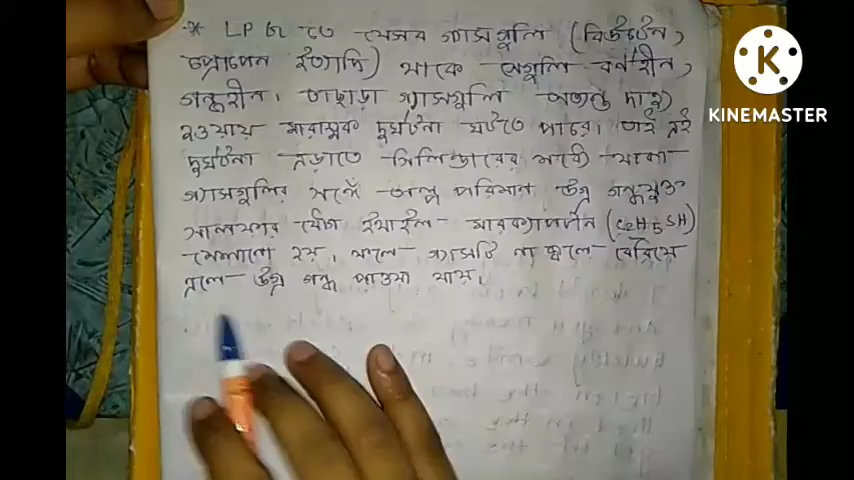 * LPG তে যেসব গ্যাসগুলি (বিউটেন,
প্রোপেন ইত্যাদি) থাকে সেগুলি বর্ণহীন,
গন্ধহীন। তাছাড়া গ্যাসগুলি অত্যন্ত দাহ্য
হওয়ায় মারাত্মক দুর্ঘটনা ঘটতে পারে। তাই এই
দুর্ঘটনা এড়াতে সিলিন্ডারের মধ্যে থাকা
গ্যাসগুলির সঙ্গে অল্প পরিমান উগ্র গন্ধযুক্ত
সালফার যৌগ ইথাইল মারক্যাপটান (C2H5SH)
মেশানো হয়। ফলে গ্যাসটি না জ্বলে বেরিয়ে
এলে উগ্র গন্ধ পাওয়া যায়।
K
KINEMASTER